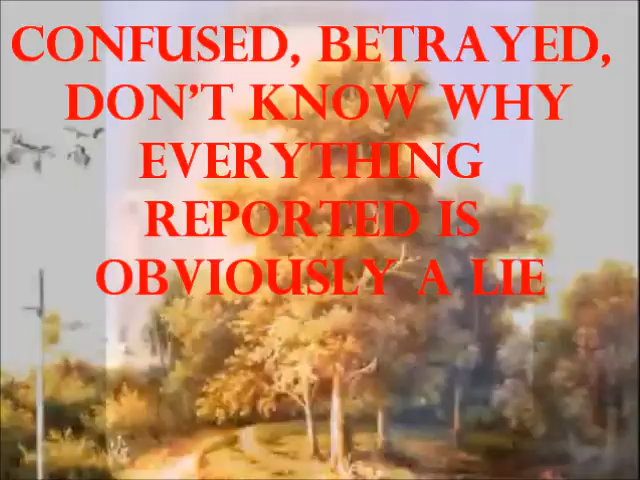 CONFUSED, BETRAYED,
DON'T KNOW WHY
EVERYTHING
REPORTED IS
OBVIOUSLY A LIE